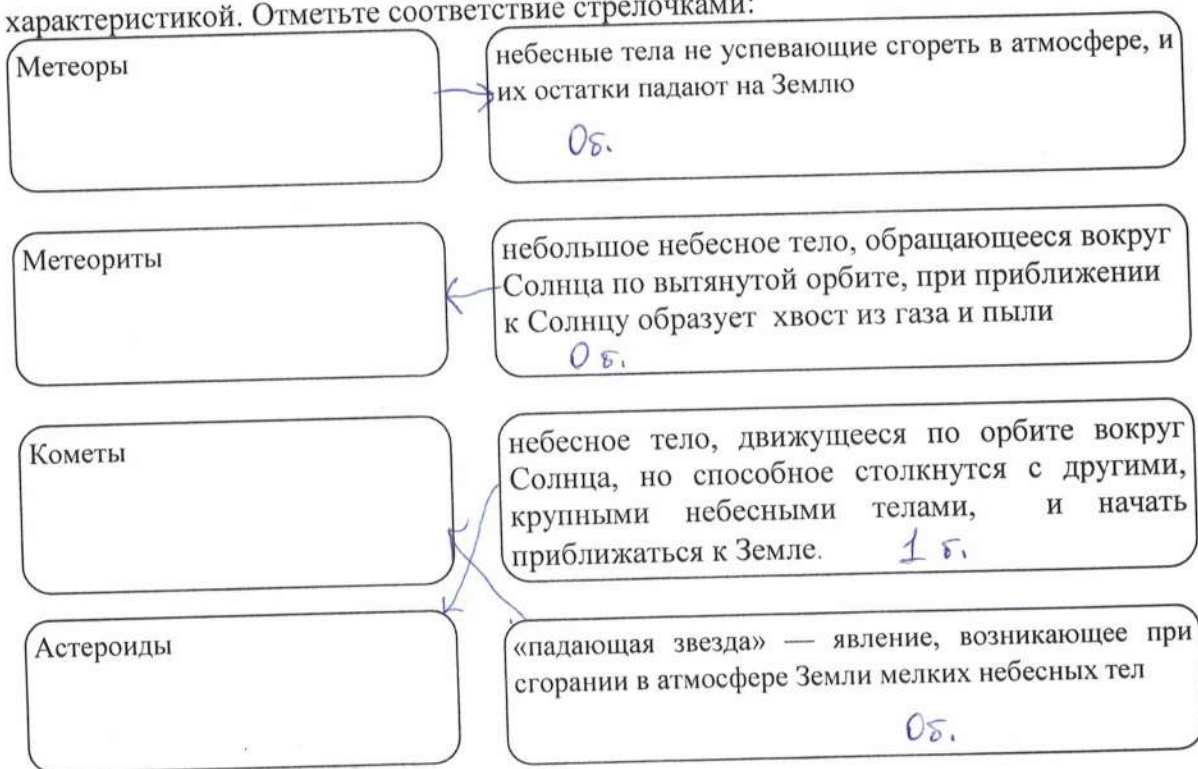 характеристикой. Отметьте соответствие стрелочками:
Метеоры
небесные тела не успевающие сгореть в атмосфере, и
их остатки падают на Землю
0б.
Метеориты
небольшое небесное тело, обращающееся вокруг
Солнца по вытянутой орбите, при приближении
к Солнцу образует хвост из газа и пыли
0 б.
Кометы
небесное тело, движущееся по орбите вокруг
Солнца, но способное столкнутся с другими,
крупными небесными телами, и начать
приближаться к Земле. 1 б.
Астероиды
«падающая звезда» — явление, возникающее при
сгорании в атмосфере Земли мелких небесных тел
0б.